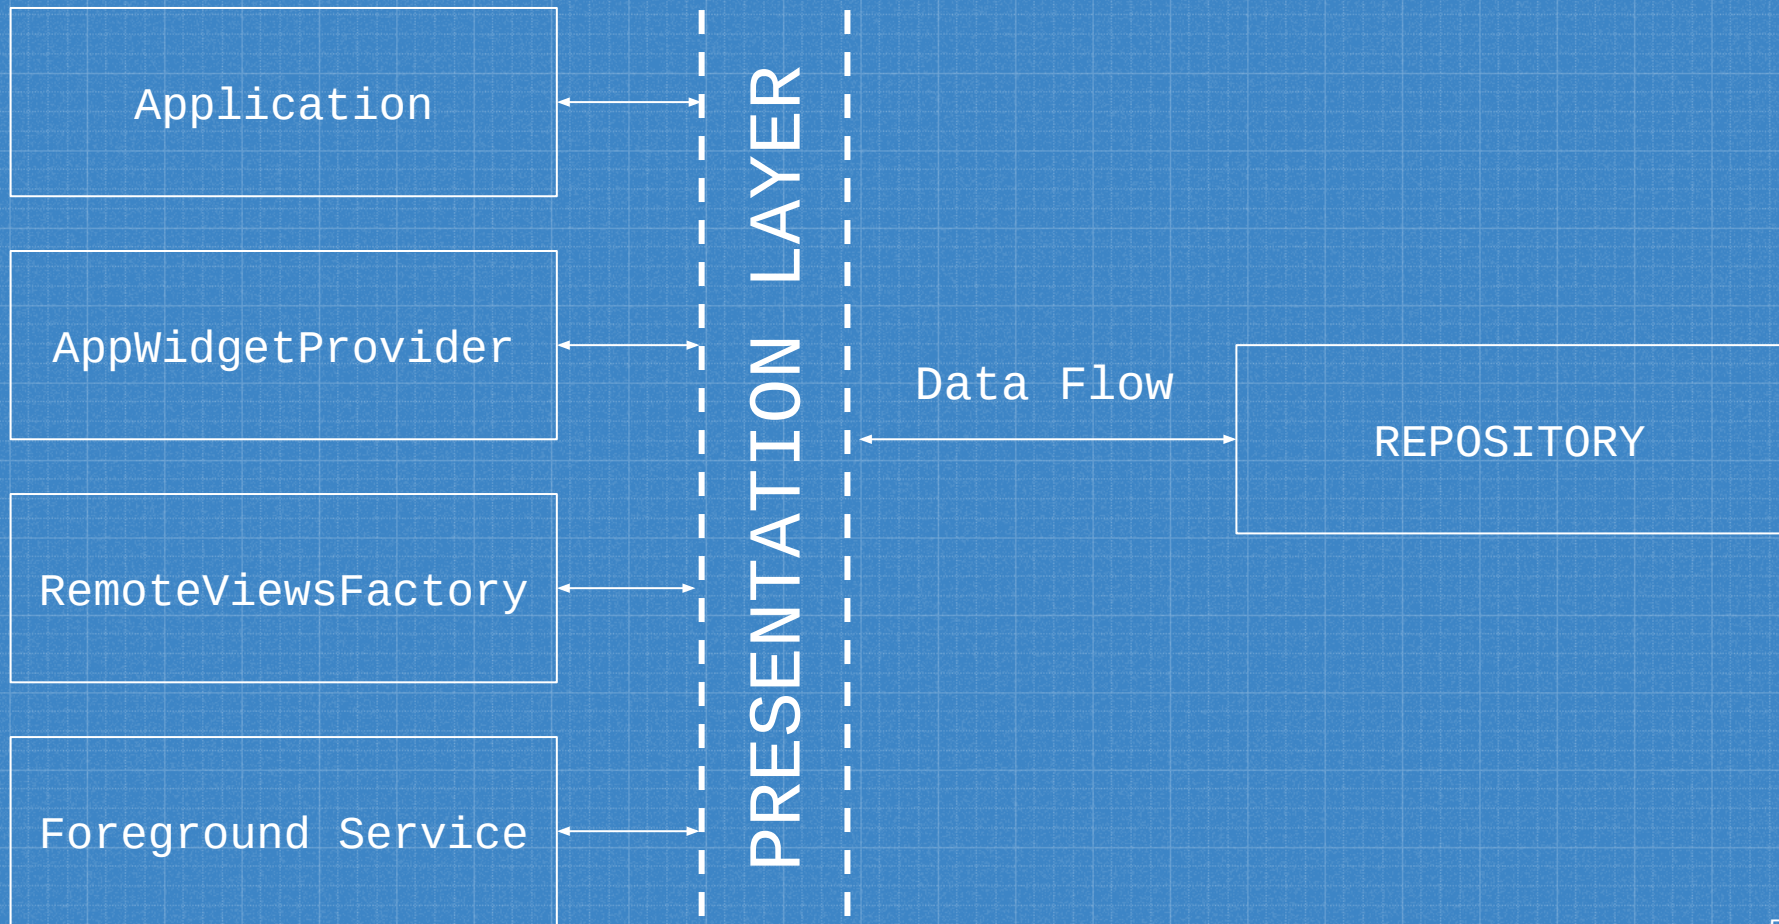 Application
AppWidgetProvider
RemoteViewsFactory
Foreground Service
PRESENTATION LAYER
Data Flow
REPOSITORY